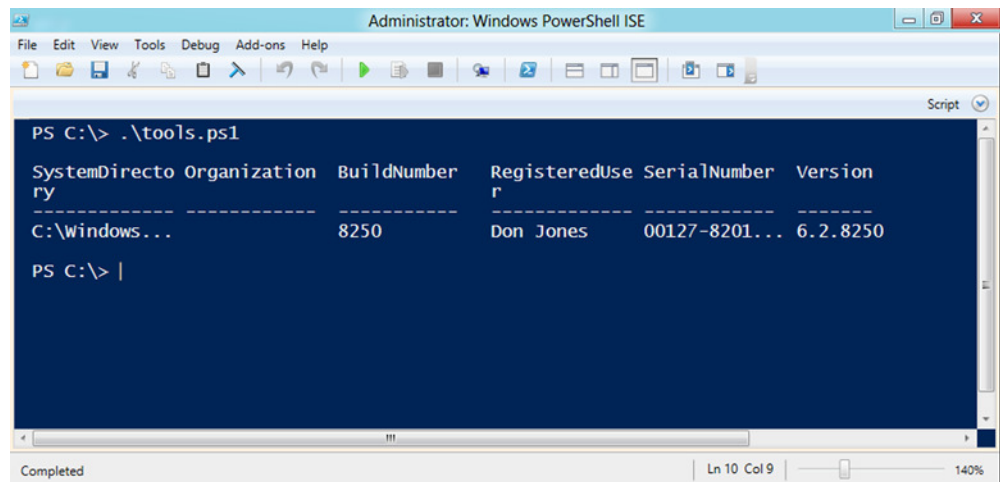 Administrator: Windows PowerShell ISE
File Edit View Tools Debug Add-ons Help
Script
PS C:\> .\tools.ps1
SystemDirecto Organization BuildNumber RegisteredUse SerialNumber Version
ry r
------------- ------------ ----------- ------------- ------------ -------
C:\Windows... 8250 Don Jones 00127-8201... 6.2.8250
PS C:\>
Completed Ln 10 Col 9 140%